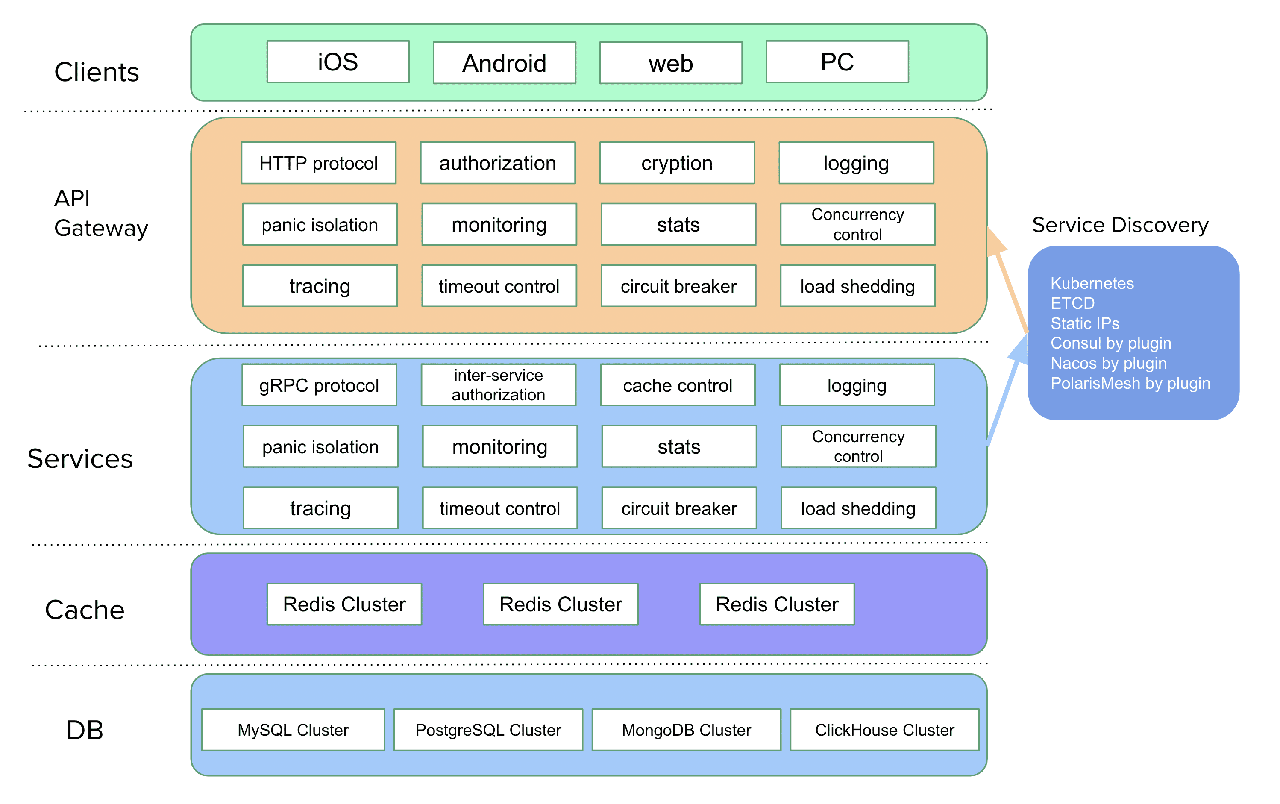 Clients
iOS
Android
web
PC
API
Gateway
HTTP protocol
authorization
cryption
logging
panic isolation
monitoring
stats
Concurrency
control
tracing
timeout control
circuit breaker
load shedding
Service Discovery
Kubernetes
ETCD
Static IPs
Consul by plugin
Nacos by plugin
PolarisMesh by plugin
Services
gRPC protocol
inter-service
authorization
cache control
logging
panic isolation
monitoring
stats
Concurrency
control
tracing
timeout control
circuit breaker
load shedding
Cache
Redis Cluster
Redis Cluster
Redis Cluster
DB
MySQL Cluster
PostgreSQL Cluster
MongoDB Cluster
ClickHouse Cluster